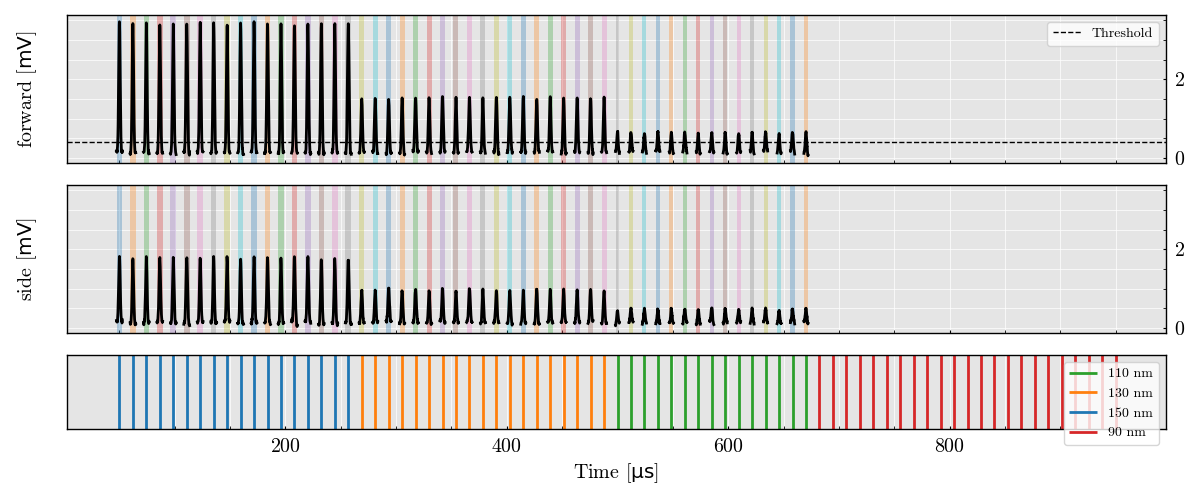 forward [mV]
Threshold
2
0
side [mV]
2
0
110 nm
130 nm
150 nm
90 nm
200 400 600 800
Time [µs]